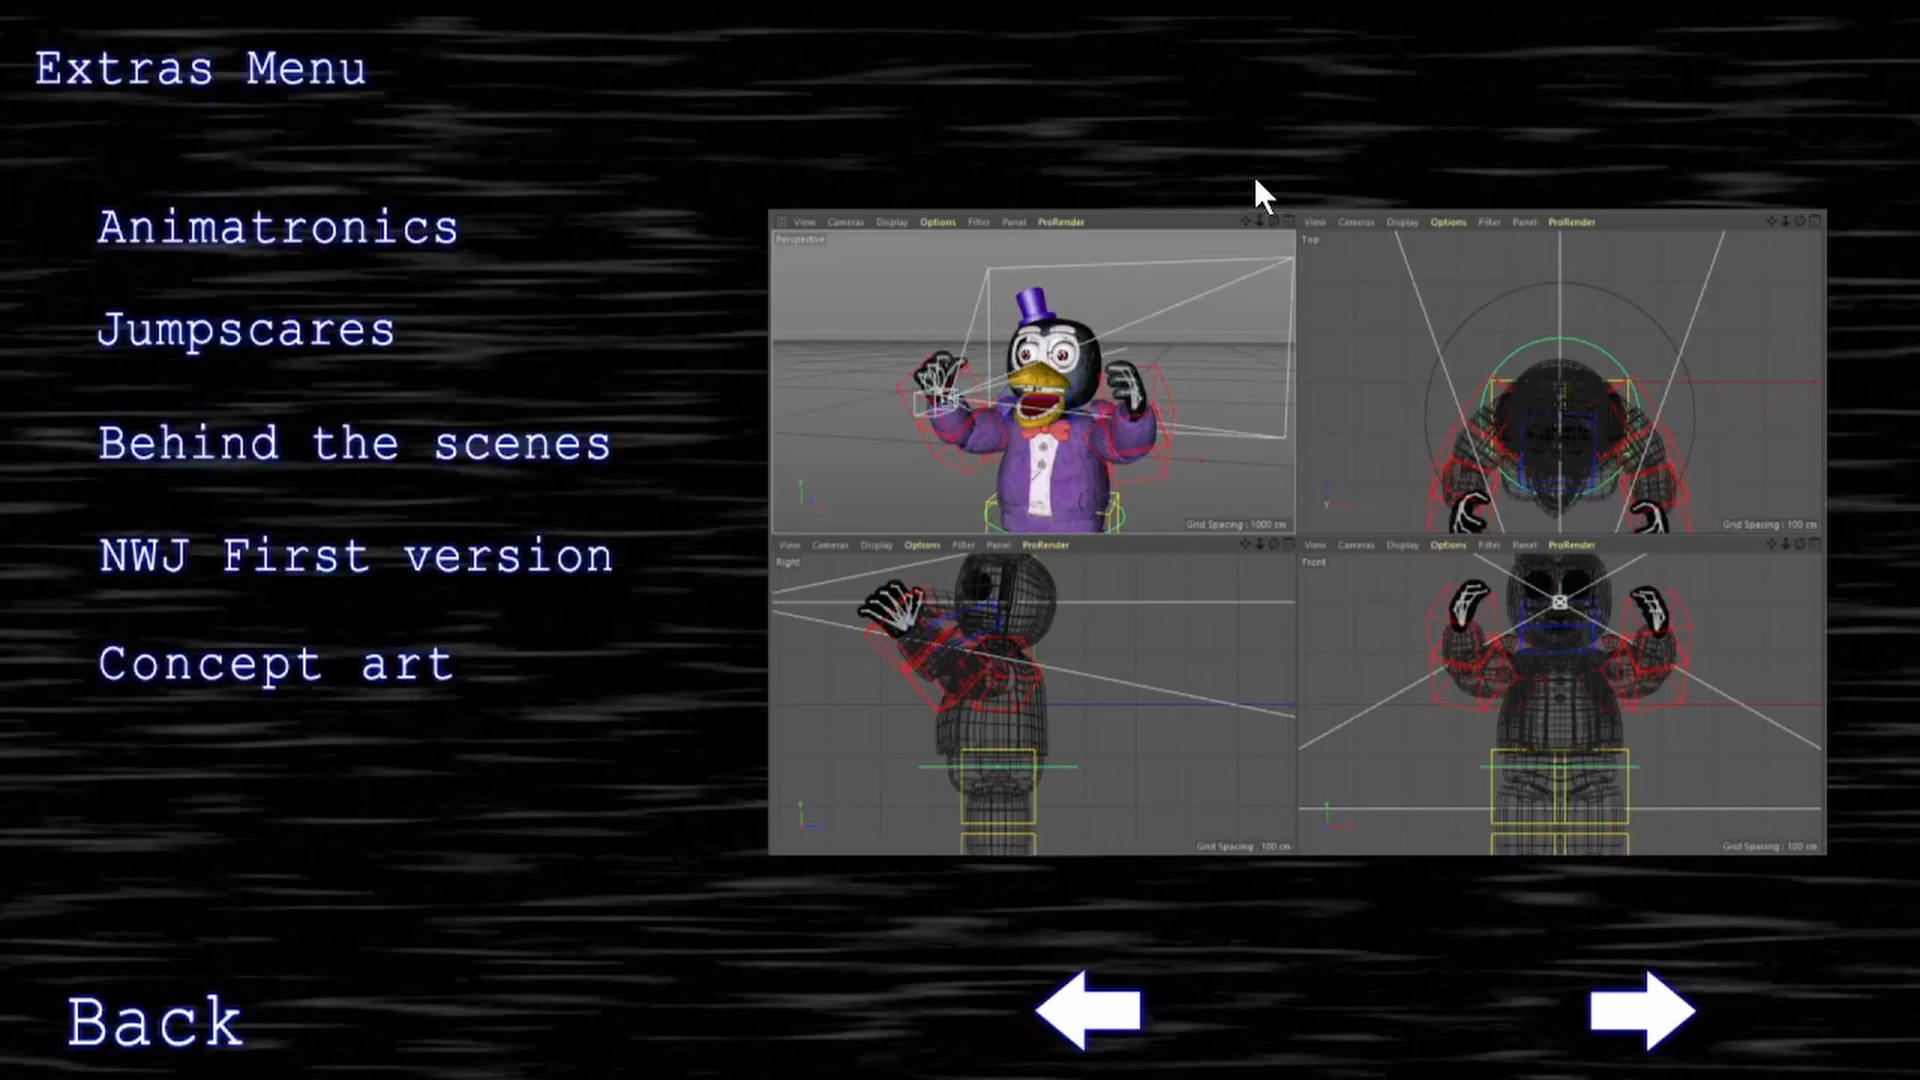 Extras Menu
Animatronics
Jumpscares
Behind the scenes
NWJ First version
Concept art
Back
View Cameras Display Options Filter Panel ProRender
Perspective
Grid Spacing : 1000 cm
View Cameras Display Options Filter Panel ProRender
Top
Grid Spacing : 100 cm
View Cameras Display Options Filter Panel ProRender
Right
Grid Spacing : 100 cm
View Cameras Display Options Filter Panel ProRender
Front
Grid Spacing : 100 cm